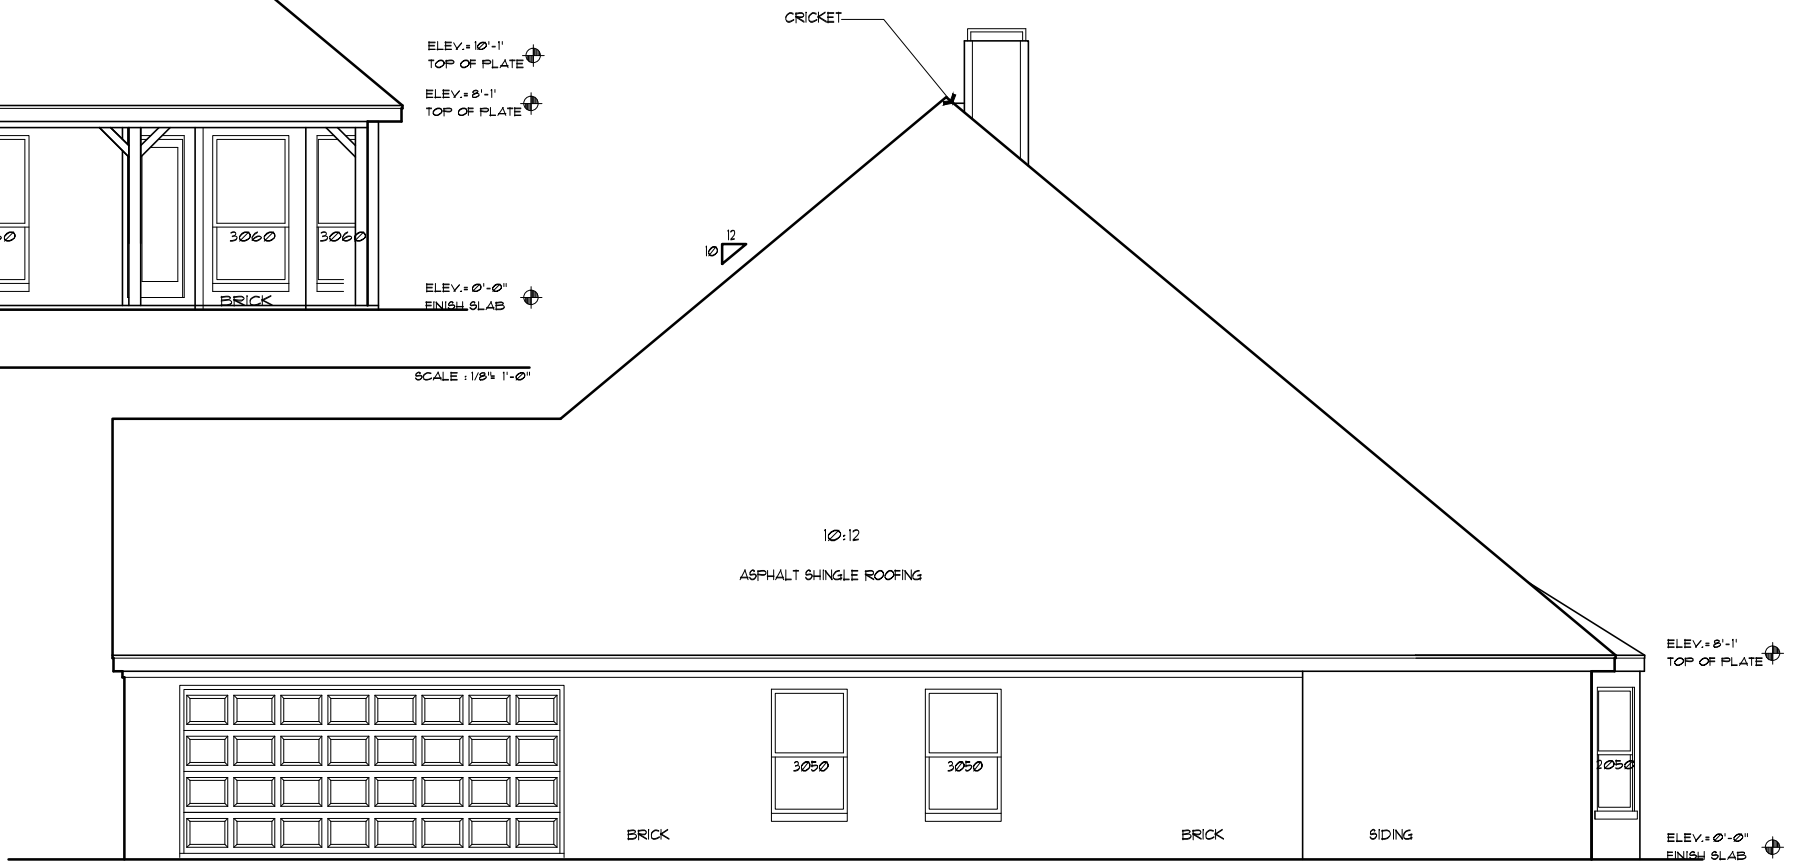 CRICKET
ELEV.= 10'-1'
TOP OF PLATE
ELEV.= 8'-1'
TOP OF PLATE
3060
3060
12
10
BRICK
ELEV.= 0'-0"
FINISH SLAB
SCALE : 1/8"= 1'-0"
10:12
ASPHALT SHINGLE ROOFING
ELEV.= 8'-1'
TOP OF PLATE
3050
3050
2050
BRICK
BRICK
SIDING
ELEV.= 0'-0"
FINISH SLAB